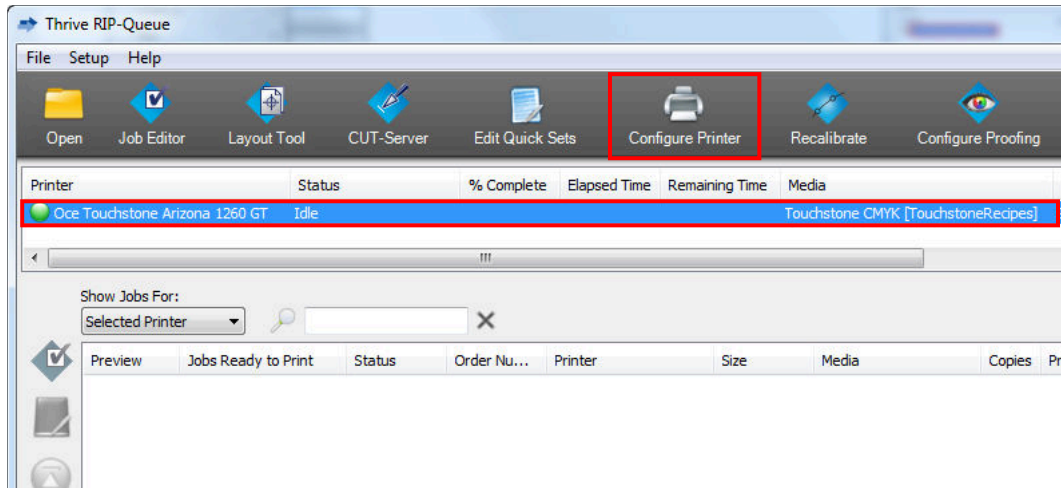 Thrive RIP-Queue
File Setup Help
Open Job Editor Layout Tool CUT-Server Edit Quick Sets Configure Printer Recalibrate Configure Proofing
Printer Status % Complete Elapsed Time Remaining Time Media
Oce Touchstone Arizona 1260 GT Idle Touchstone CMYK [TouchstoneRecipes]
Show Jobs For:
Selected Printer
Preview Jobs Ready to Print Status Order Nu... Printer Size Media Copies Pr